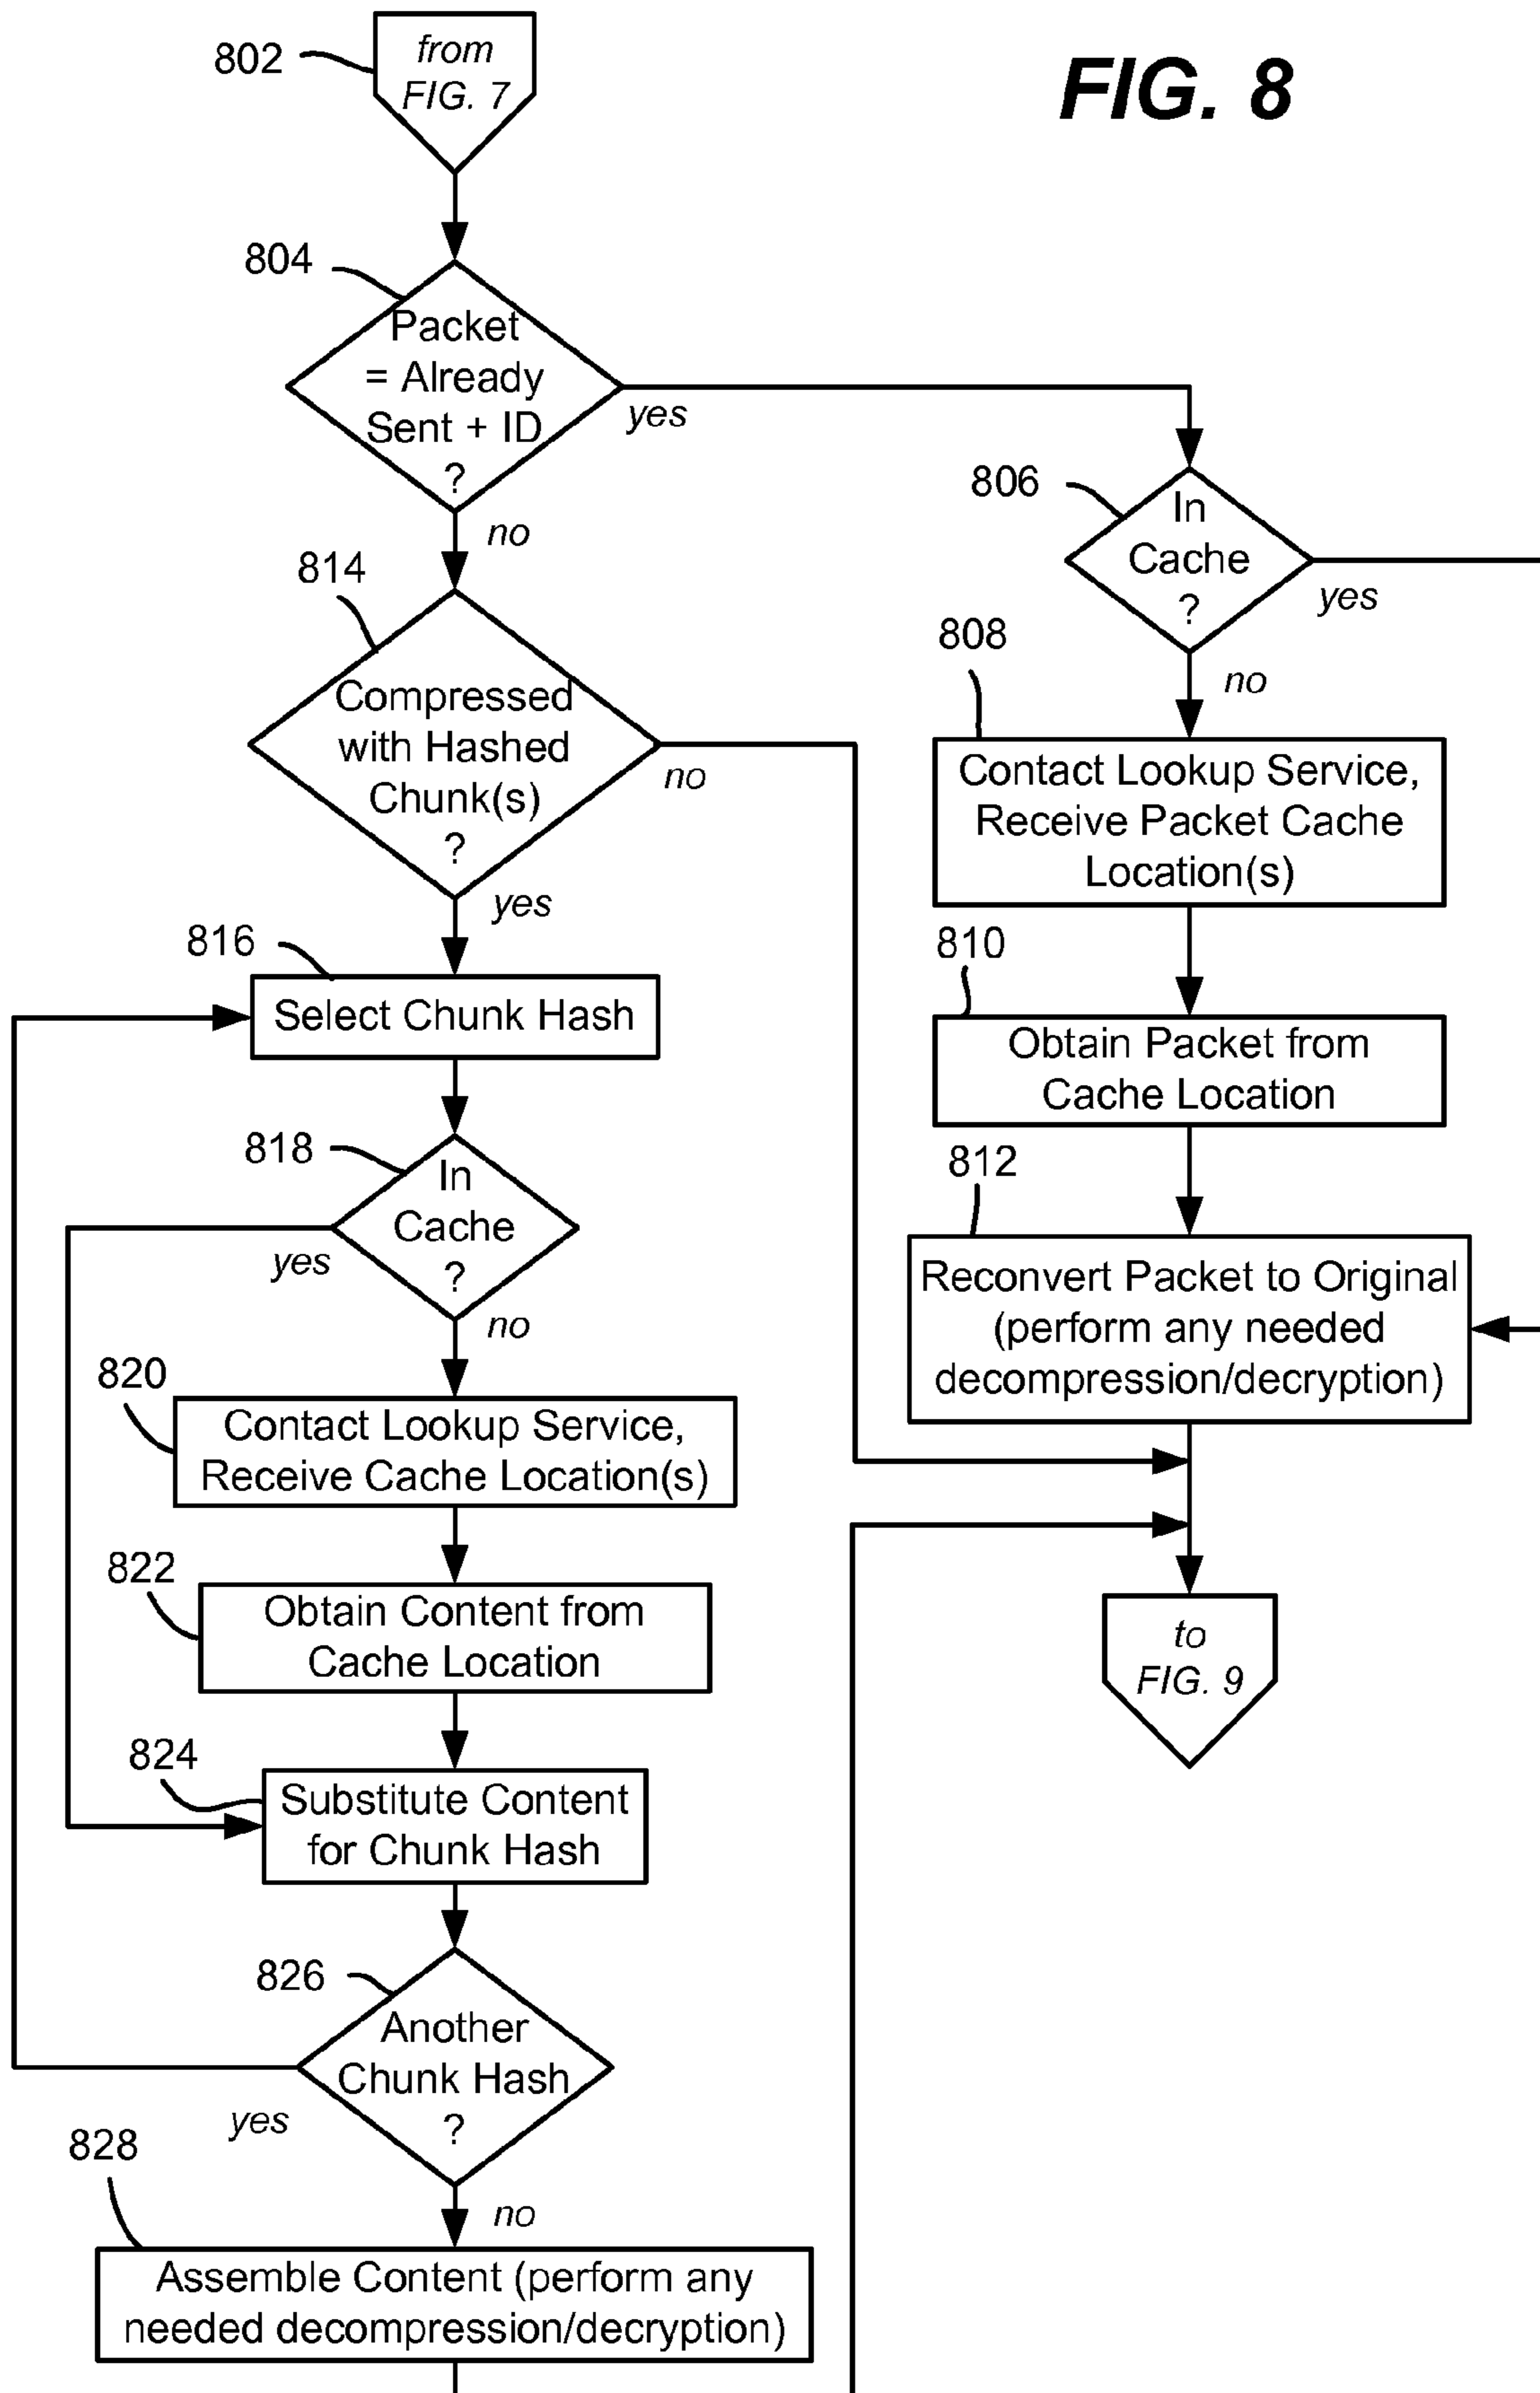 FIG. 8
802
from
FIG. 7
804
Packet
= Already
Sent + ID
?
yes
no
806
In
Cache
?
yes
no
808
Contact Lookup Service,
Receive Packet Cache
Location(s)
810
Obtain Packet from
Cache Location
812
Reconvert Packet to Original
(perform any needed
decompression/decryption)
to
FIG. 9
814
Compressed
with Hashed
Chunk(s)
?
no
yes
816
Select Chunk Hash
818
In
Cache
?
yes
no
820
Contact Lookup Service,
Receive Cache Location(s)
822
Obtain Content from
Cache Location
824
Substitute Content
for Chunk Hash
826
Another
Chunk Hash
?
yes
no
828
Assemble Content (perform any
needed decompression/decryption)